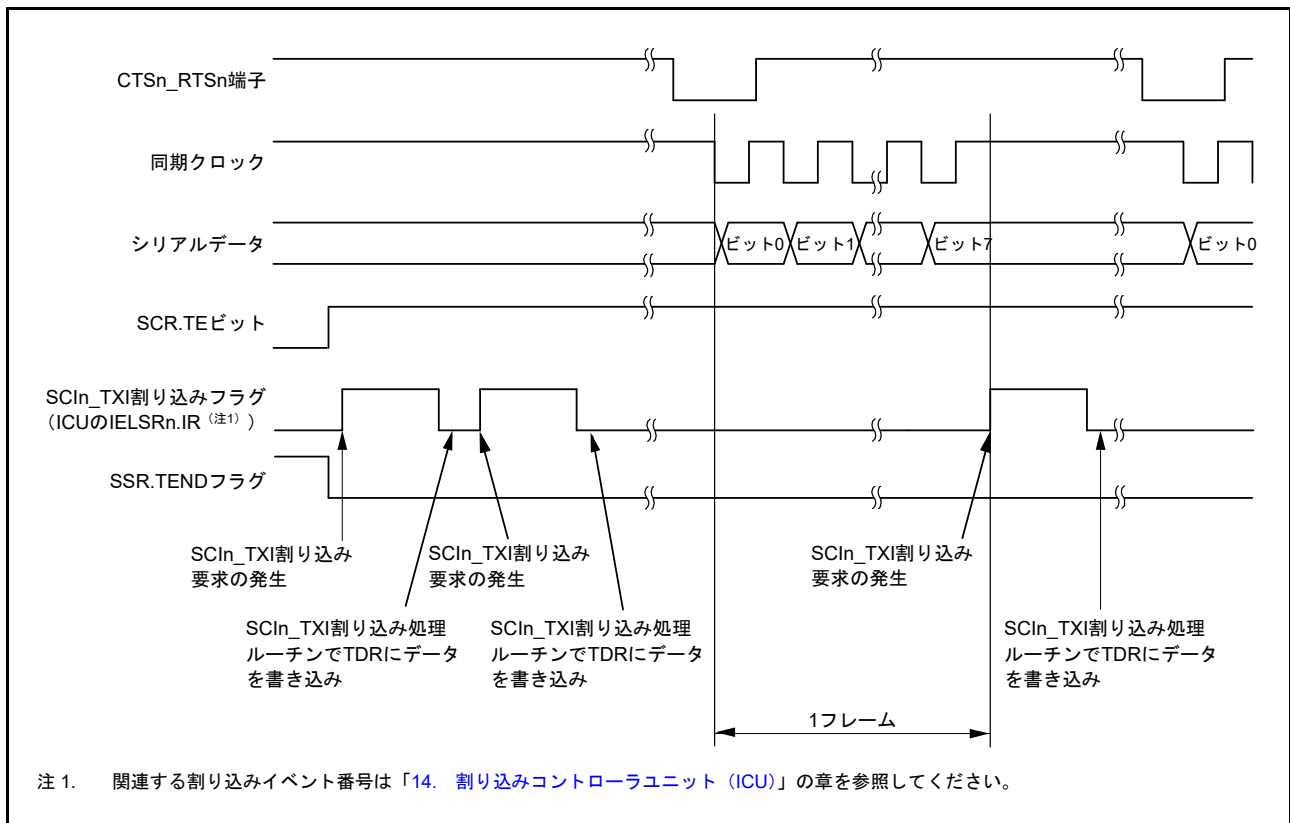 CTSn_RTSn端子
同期クロック
シリアルデータ
ビット0
ビット1
ビット7
ビット0
SCR.TEビット
SCIn_TXI割り込みフラグ
（ICUのIELSRn.IR（注1））
SSR.TENDフラグ
SCIn_TXI割り込み
要求の発生
SCIn_TXI割り込み
要求の発生
SCIn_TXI割り込み
要求の発生
SCIn_TXI割り込み処理
ルーチンでTDRにデータ
を書き込み
SCIn_TXI割り込み処理
ルーチンでTDRにデータ
を書き込み
SCIn_TXI割り込み処理
ルーチンでTDRにデータ
を書き込み
1フレーム
注 1. 関連する割り込みイベント番号は「14. 割り込みコントローラユニット（ICU）」の章を参照してください。